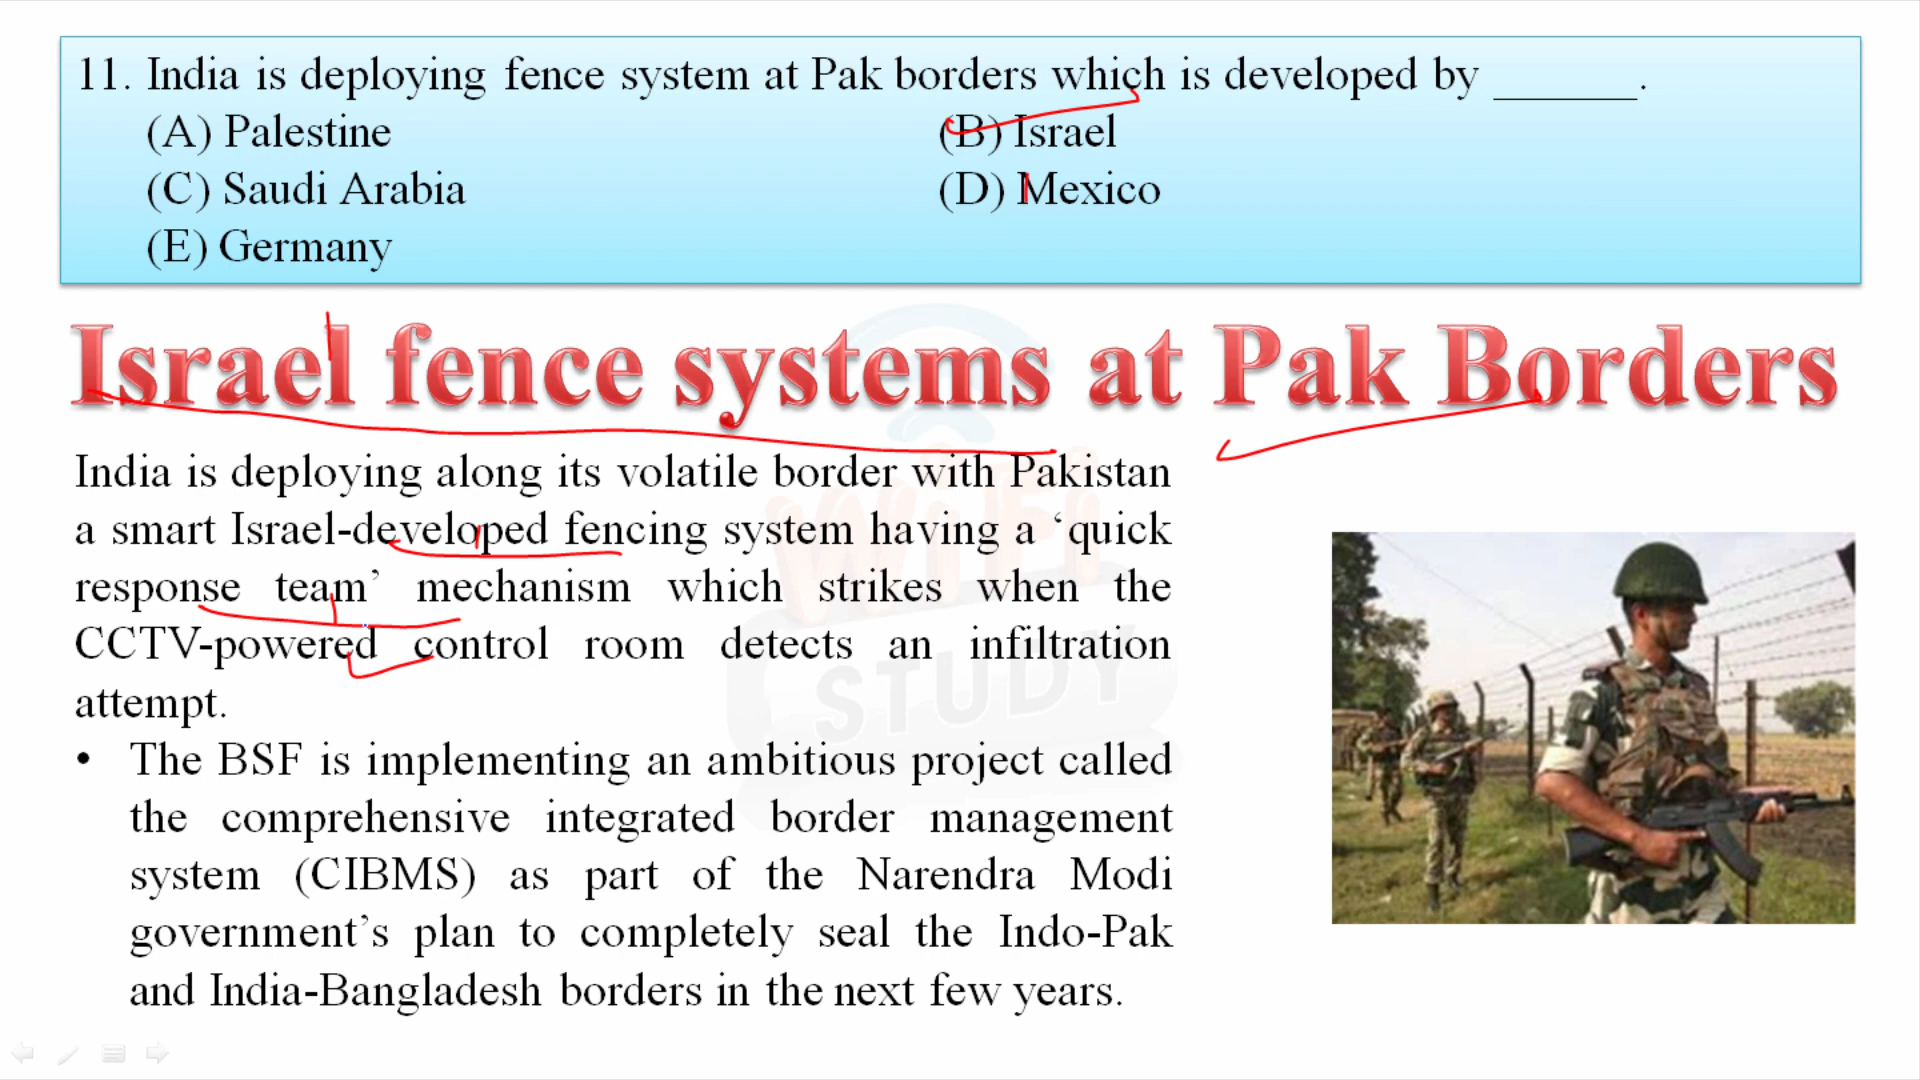 11. India is deploying fence system at Pak borders which is developed by ______.
(A) Palestine (B) Israel
(C) Saudi Arabia (D) Mexico
(E) Germany
Israel fence systems at Pak Borders
India is deploying along its volatile border with Pakistan
a smart Israel-developed fencing system having a ‘quick
response team’ mechanism which strikes when the
CCTV-powered control room detects an infiltration
attempt.
• The BSF is implementing an ambitious project called
the comprehensive integrated border management
system (CIBMS) as part of the Narendra Modi
government’s plan to completely seal the Indo-Pak
and India-Bangladesh borders in the next few years.
WiFi
STUDY